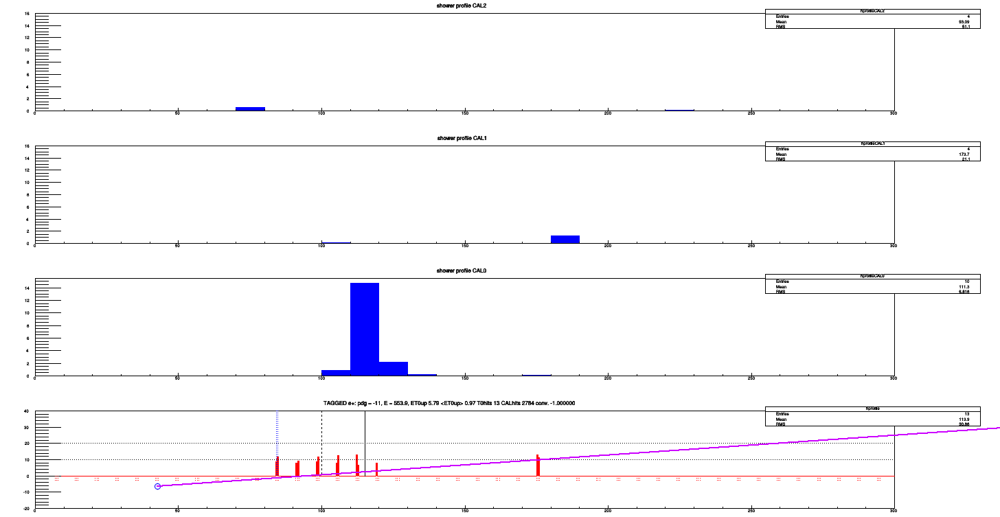 shower profile CAL2
hprofileCAL2
Entries 4
Mean 93.09
RMS 51.1
16
14
12
10
8
6
4
2
0
0 50 100 150 200 250 300
shower profile CAL1
hprofileCAL1
Entries 4
Mean 173.7
RMS 21.1
16
14
12
10
8
6
4
2
0
0 50 100 150 200 250 300
shower profile CAL0
hprofileCAL0
Entries 10
Mean 111.3
RMS 6.816
14
12
10
8
6
4
2
0
0 50 100 150 200 250 300
TAGGED e+: pdg = -11, E = 553.9, ET0up 5.79 <ET0up> 0.97 T0hits 13 CALhits 2784 conv. -1.000000
hprofile
Entries 13
Mean 113.9
RMS 30.86
40
30
20
10
0
-10
-20
0 50 100 150 200 250 300